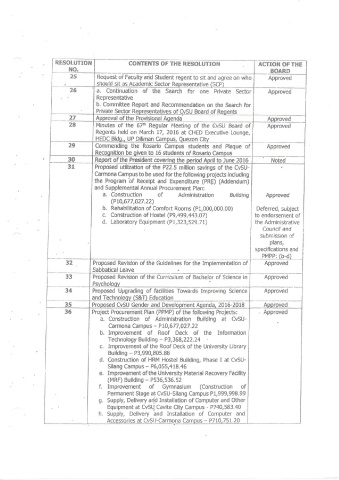 RESOLUTION NO. CONTENTS OF THE RESOLUTION ACTION OF THE BOARD
25 Request of Faculty and Student regent to sit and agree on who Approved
should sit as Academic Sector Representative (SCP)
26 a. Continuation of the Search for one Private Sector Approved
Representative
b. Committee Report and Recommendation on the Search for
Private Sector Representatives of CvSU Board of Regents
27 Approval of the Provisional Agenda Approved
28 Minutes of the 67th Regular Meeting of the CvSU Board of Approved
Regents held on March 17, 2016 at CHED Executive Lounge,
HEDC Bldg., UP Diliman Campus, Quezon City
29 Commending the Rosario Campus students and Plaque of Approved
Recognition be given to 16 students of Rosario Campus
30 Report of the President covering the period April to June 2016 Noted
31 Proposed utilization of the P22.5 million savings of the CvSU-
Carmona Campus to be used for the following projects including
the Program of Receipt and Expenditure (PRE) (Addendum)
and Supplemental Annual Procurement Plan:
a. Construction of Administration Building Approved
(P10,677,027.22)
b. Rehabilitation of Comfort Rooms (P1,000,000.00) Deferred, subject
c. Construction of Hostel (P9,499,443.07) to endorsement of
d. Laboratory Equipment (P1,323,529.71) the Administrative
Council and
submission of
plans,
specifications and
PMPP: (b-d)
32 Proposed Revision of the Guidelines for the Implementation of Approved
Sabbatical Leave
33 Proposed Revision of the Curriculum of Bachelor of Science in Approved
Psychology
34 Proposed Upgrading of facilities Towards Improving Science Approved
and Technology (S&T) Education
35 Proposed CvSU Gender and Development Agenda, 2016-2018 Approved
36 Project Procurement Plan (PPMP) of the following Projects: Approved
a. Construction of Administration Building at CvSU-
Carmona Campus – P10,677,027.22
b. Improvement of Roof Deck of the Information
Technology Building – P3,368,222.24
c. Improvement of the Roof Deck of the University Library
Building – P3,990,805.88
d. Construction of HRM Hostel Building, Phase I at CvSU-
Silang Campus – P6,055,418.46
e. Improvement of the University Material Recovery Facility
(MRF) Building – P536,536.52
f. Improvement of Gymnasium (Construction of
Permanent Stage at CvSU-Silang Campus P1,999,998.99
g. Supply, Delivery and Installation of Computer and Other
Equipment at CvSU Cavite City Campus - P740,583.40
h. Supply, Delivery and Installation of Computer and
Accessories at CvSU-Carmona Campus – P710,751.20